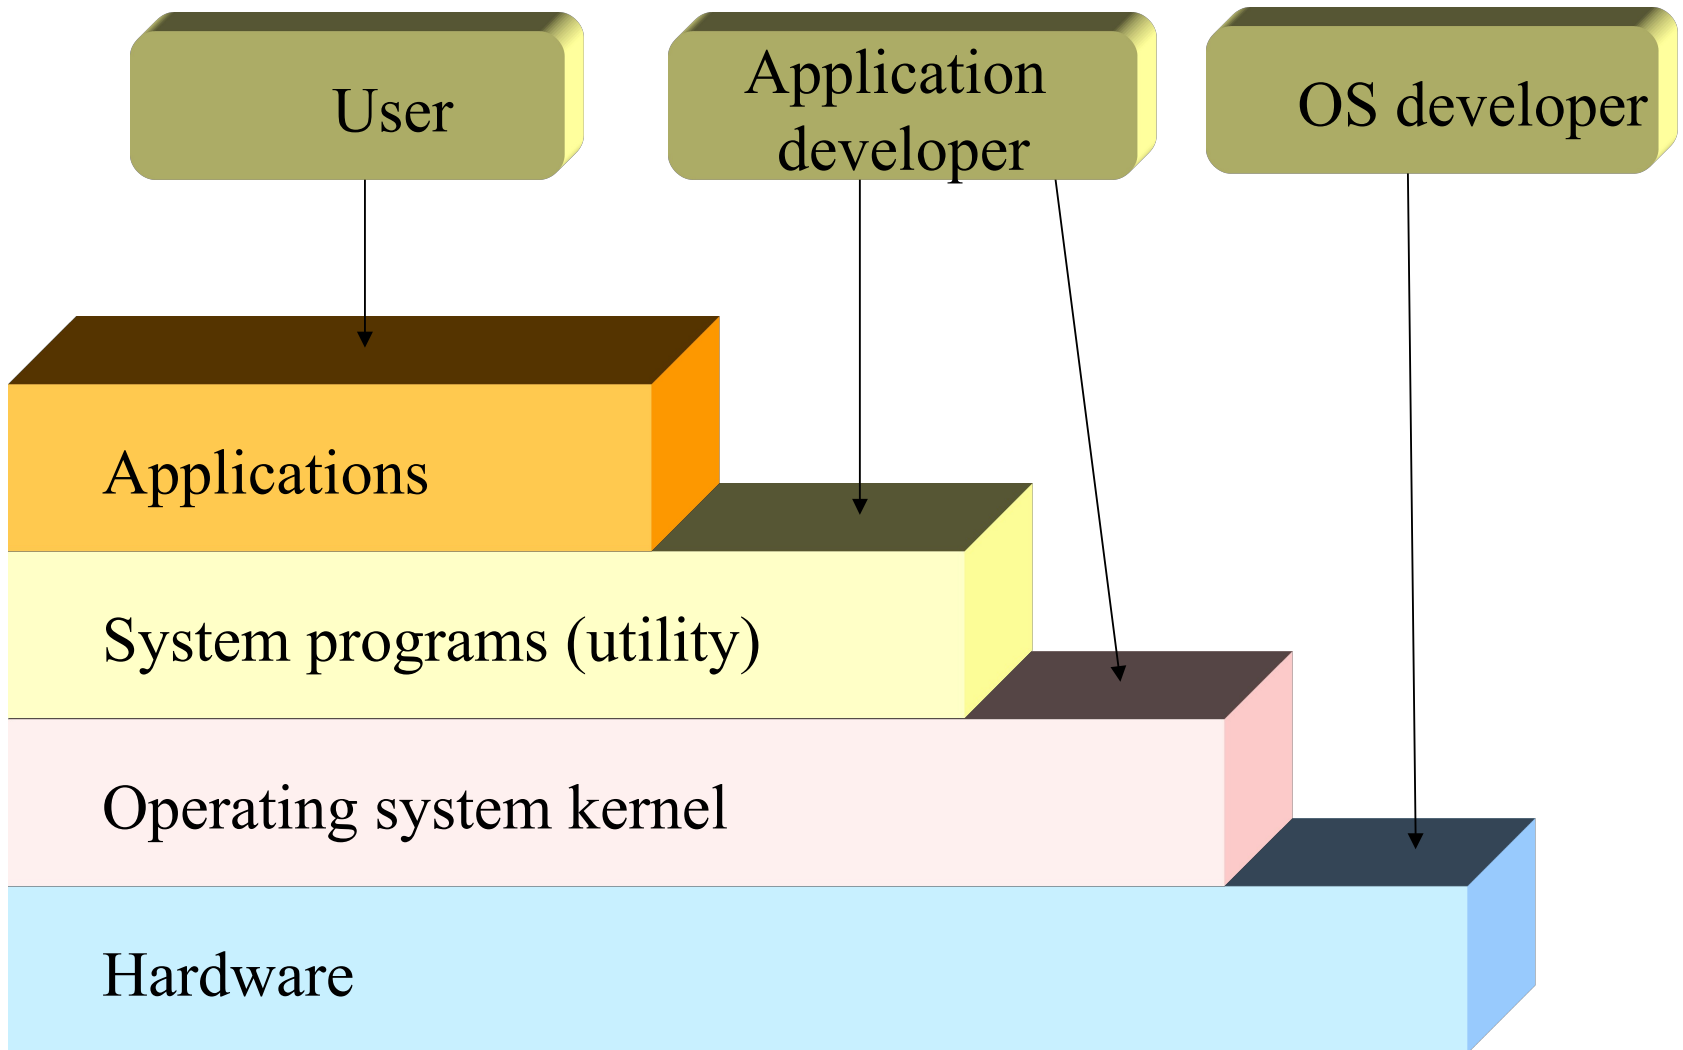 User
Application
developer
OS developer
Applications
System programs (utility)
Operating system kernel
Hardware